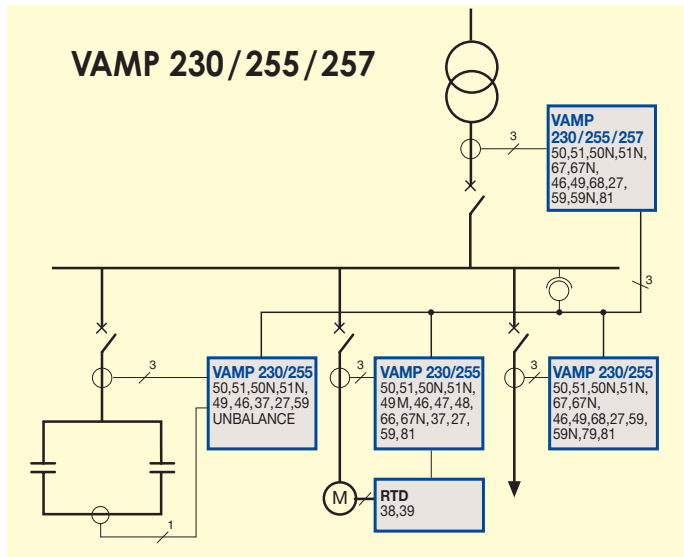 VAMP 230/255/257
VAMP
230/255/257
50,51,50N,51N,
67,67N,
46,49,68,27,
59,59N,81
3
3
3
VAMP 230/255
50,51,50N,51N,
49,46,37,27,59
UNBALANCE
3
VAMP 230/255
50,51,50N,51N,
49M,46,47,48,
66,67N,37,27,
59,81
3
VAMP 230/255
50,51,50N,51N,
67,67N,
46,49,68,27,59,
59N,79,81
M
RTD
38,39
1